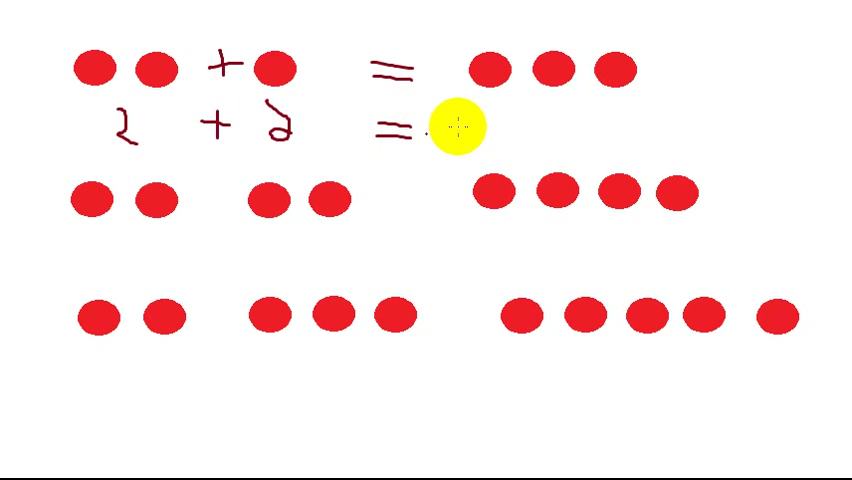 + =
2 + 2 =